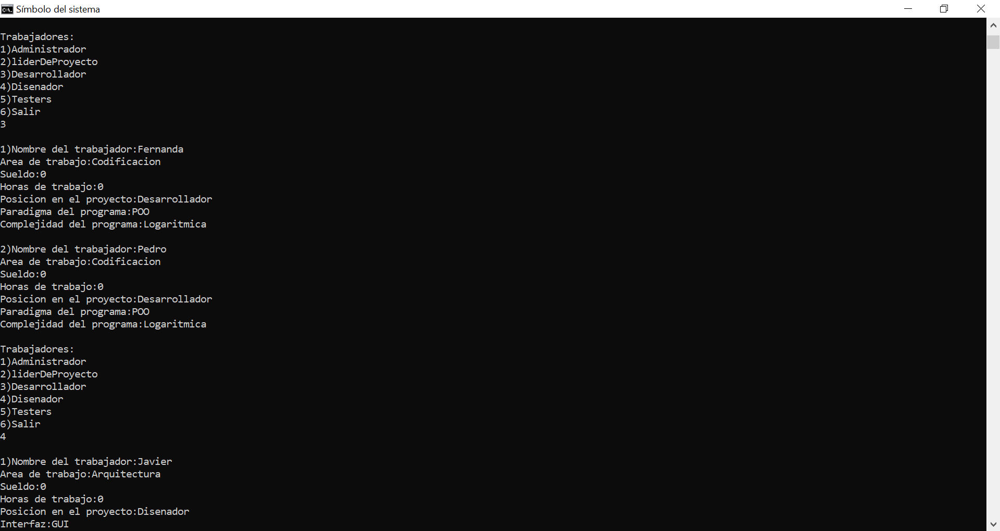 Símbolo del sistema
Trabajadores:
1)Administrador
2)liderDeProyecto
3)Desarrollador
4)Disenador
5)Testers
6)Salir
3
1)Nombre del trabajador:Fernanda
Area de trabajo:Codificacion
Sueldo:0
Horas de trabajo:0
Posicion en el proyecto:Desarrollador
Paradigma del programa:POO
Complejidad del programa:Logaritmica
2)Nombre del trabajador:Pedro
Area de trabajo:Codificacion
Sueldo:0
Horas de trabajo:0
Posicion en el proyecto:Desarrollador
Paradigma del programa:POO
Complejidad del programa:Logaritmica
Trabajadores:
1)Administrador
2)liderDeProyecto
3)Desarrollador
4)Disenador
5)Testers
6)Salir
4
1)Nombre del trabajador:Javier
Area de trabajo:Arquitectura
Sueldo:0
Horas de trabajo:0
Posicion en el proyecto:Disenador
Interfaz:GUI